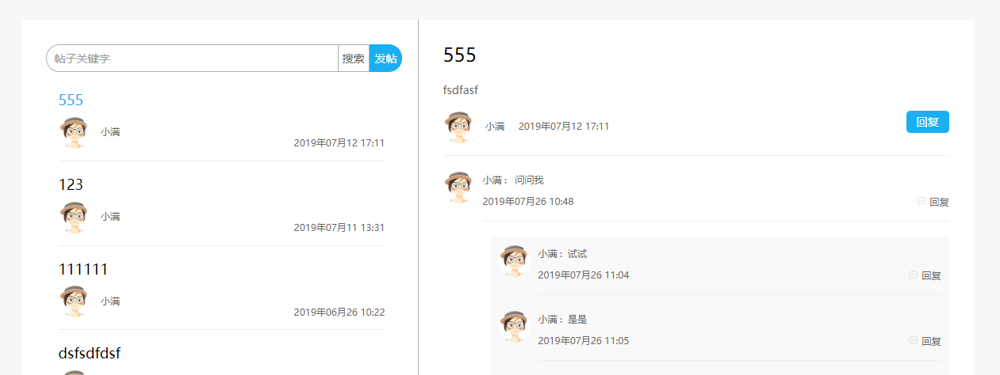 帖子关键字 搜索 发帖
555
小满
2019年07月12 17:11
123
小满
2019年07月11 13:31
111111
小满
2019年06月26 10:22
dsfsdfdsf
555
fsdfasf
小满 2019年07月12 17:11 回复
小满： 问问我
2019年07月26 10:48 回复
小满：试试
2019年07月26 11:04 回复
小满：是是
2019年07月26 11:05 回复